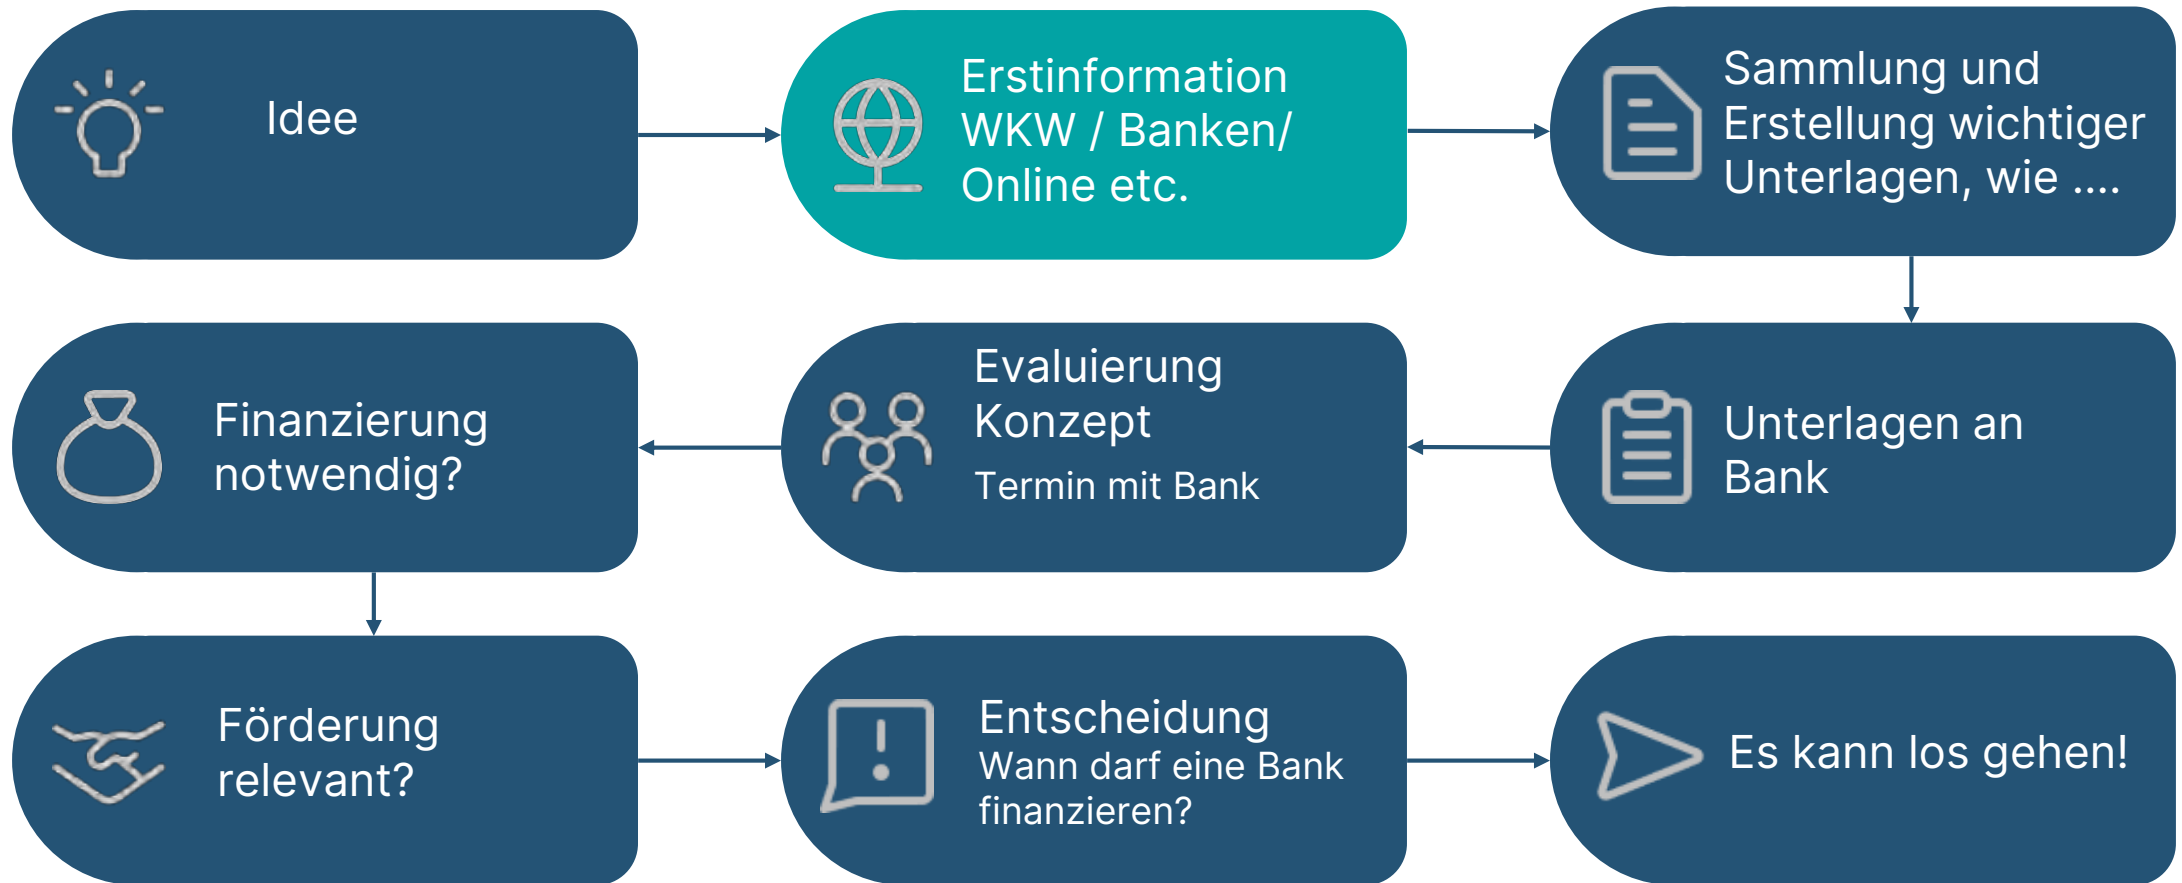 Idee
Erstinformation
WKW / Banken/
Online etc.
Sammlung und
Erstellung wichtiger
Unterlagen, wie ....
Unterlagen an
Bank
Evaluierung
Konzept
Termin mit Bank
Finanzierung
notwendig?
Förderung
relevant?
Entscheidung
Wann darf eine Bank
finanzieren?
Es kann los gehen!